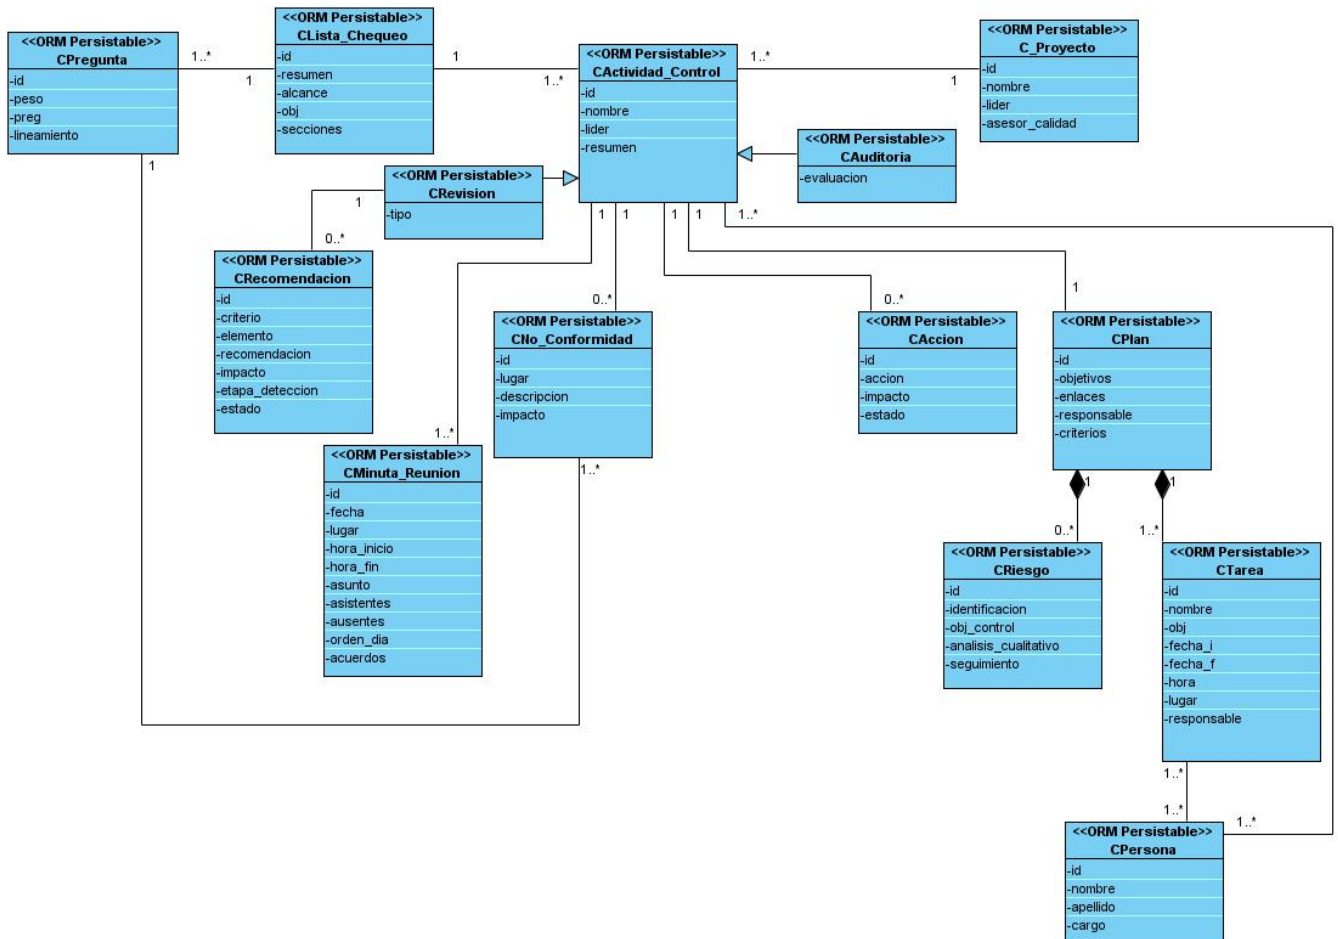 <<ORM Persistable>>
CPregunta
-id
-peso
-preg
-lineamiento
1..*
1
1
<<ORM Persistable>>
CLista_Chequeo
-id
-resumen
-alcance
-obj
-secciones
1
1..*
<<ORM Persistable>>
CActividad_Control
-id
-nombre
-lider
-resumen
1..*
1
<<ORM Persistable>>
C_Proyecto
-id
-nombre
-lider
-asesor_calidad
<<ORM Persistable>>
CAuditoria
-evaluacion
<<ORM Persistable>>
CRevision
-tipo
1
0..*
1
1
1
1
1..*
<<ORM Persistable>>
CRecomendacion
-id
-criterio
-elemento
-recomendacion
-impacto
-etapa_deteccion
-estado
0..*
<<ORM Persistable>>
CNo_Conformidad
-id
-lugar
-descripcion
-impacto
1..*
0..*
<<ORM Persistable>>
CAccion
-id
-accion
-impacto
-estado
1
<<ORM Persistable>>
CPlan
-id
-objetivos
-enlaces
-responsable
-criterios
1
1
1..*
<<ORM Persistable>>
CMinuta_Reunion
-id
-fecha
-lugar
-hora_inicio
-hora_fin
-asunto
-asistentes
-ausentes
-orden_dia
-acuerdos
0..*
1..*
<<ORM Persistable>>
CRiesgo
-id
-identificacion
-obj_control
-analisis_cualitativo
-seguimiento
<<ORM Persistable>>
CTarea
-id
-nombre
-obj
-fecha_i
-fecha_f
-hora
-lugar
-responsable
1..*
1..*
1..*
<<ORM Persistable>>
CPersona
-id
-nombre
-apellido
-cargo